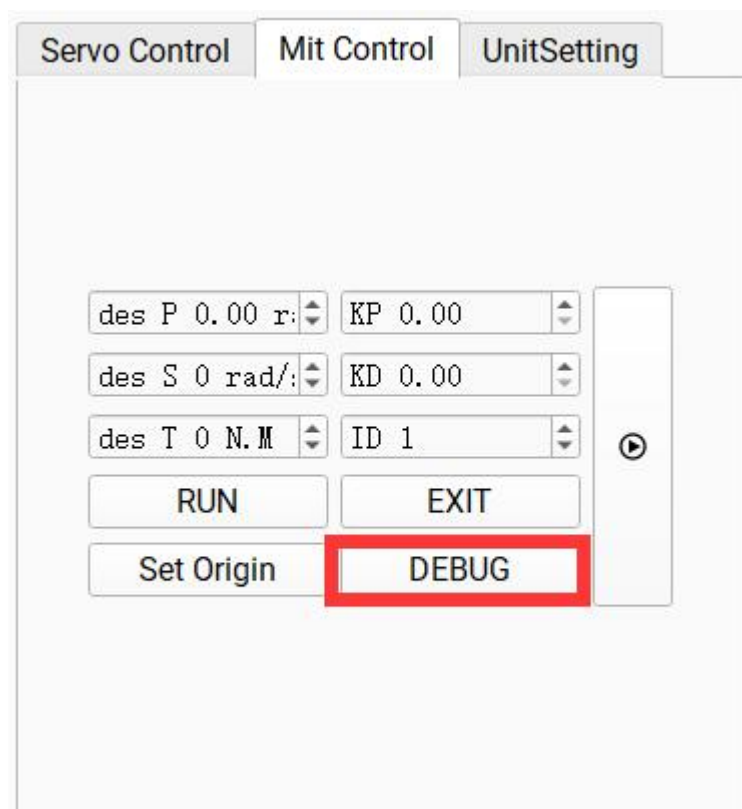 Servo Control Mit Control UnitSetting
des P 0.00 r KP 0.00
des S 0 rad/ KD 0.00
des T 0 N.M ID 1
RUN EXIT
Set Origin DEBUG